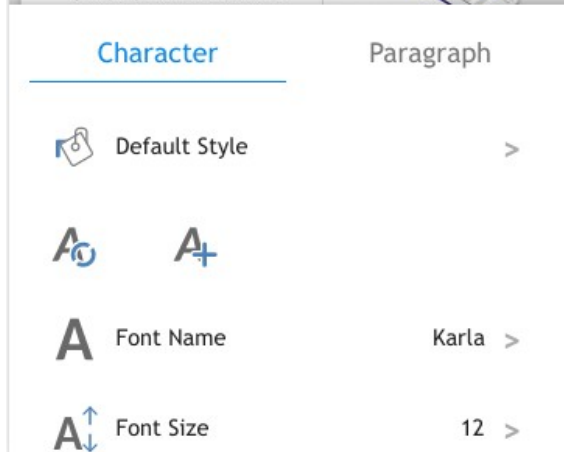 Character Paragraph
Default Style >
Font Name Karla >
Font Size 12 >